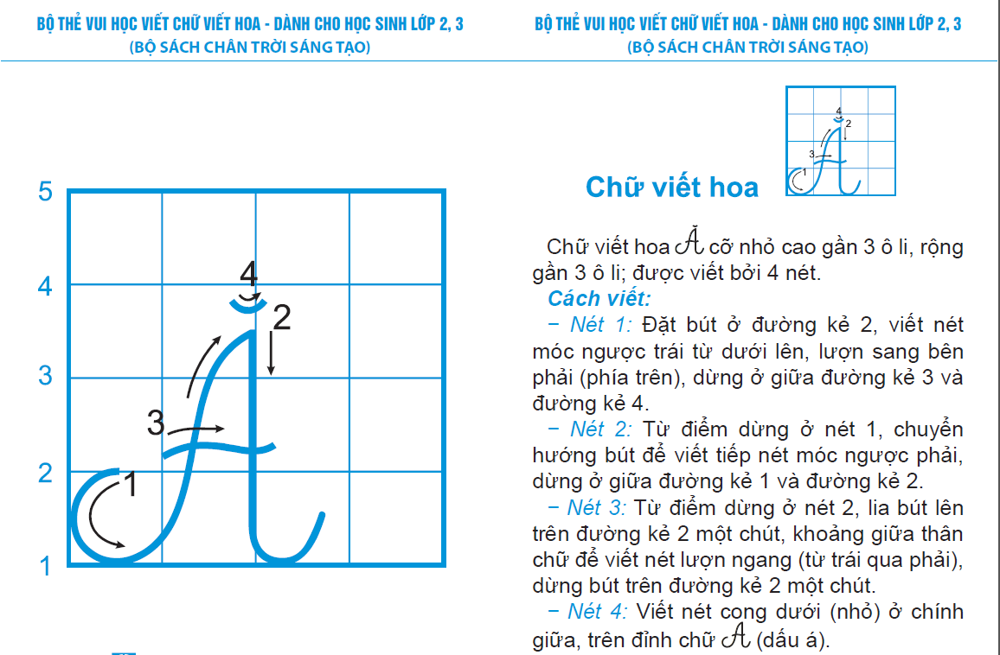 BỘ THẺ VUI HỌC VIẾT CHỮ VIẾT HOA - DÀNH CHO HỌC SINH LỚP 2, 3
(BỘ SÁCH CHÂN TRỜI SÁNG TẠO)
5
4
3
2
1
4
2
3
1
BỘ THẺ VUI HỌC VIẾT CHỮ VIẾT HOA - DÀNH CHO HỌC SINH LỚP 2, 3
(BỘ SÁCH CHÂN TRỜI SÁNG TẠO)
4
2
3
1
Chữ viết hoa
Chữ viết hoa Ă cỡ nhỏ cao gần 3 ô li, rộng
gần 3 ô li; được viết bởi 4 nét.
Cách viết:
– Nét 1: Đặt bút ở đường kẻ 2, viết nét
móc ngược trái từ dưới lên, lượn sang bên
phải (phía trên), dừng ở giữa đường kẻ 3 và
đường kẻ 4.
– Nét 2: Từ điểm dừng ở nét 1, chuyển
hướng bút để viết tiếp nét móc ngược phải,
dừng ở giữa đường kẻ 1 và đường kẻ 2.
– Nét 3: Từ điểm dừng ở nét 2, lia bút lên
trên đường kẻ 2 một chút, khoảng giữa thân
chữ để viết nét lượn ngang (từ trái qua phải),
dừng bút trên đường kẻ 2 một chút.
– Nét 4: Viết nét cong dưới (nhỏ) ở chính
giữa, trên đỉnh chữ A (dấu á).